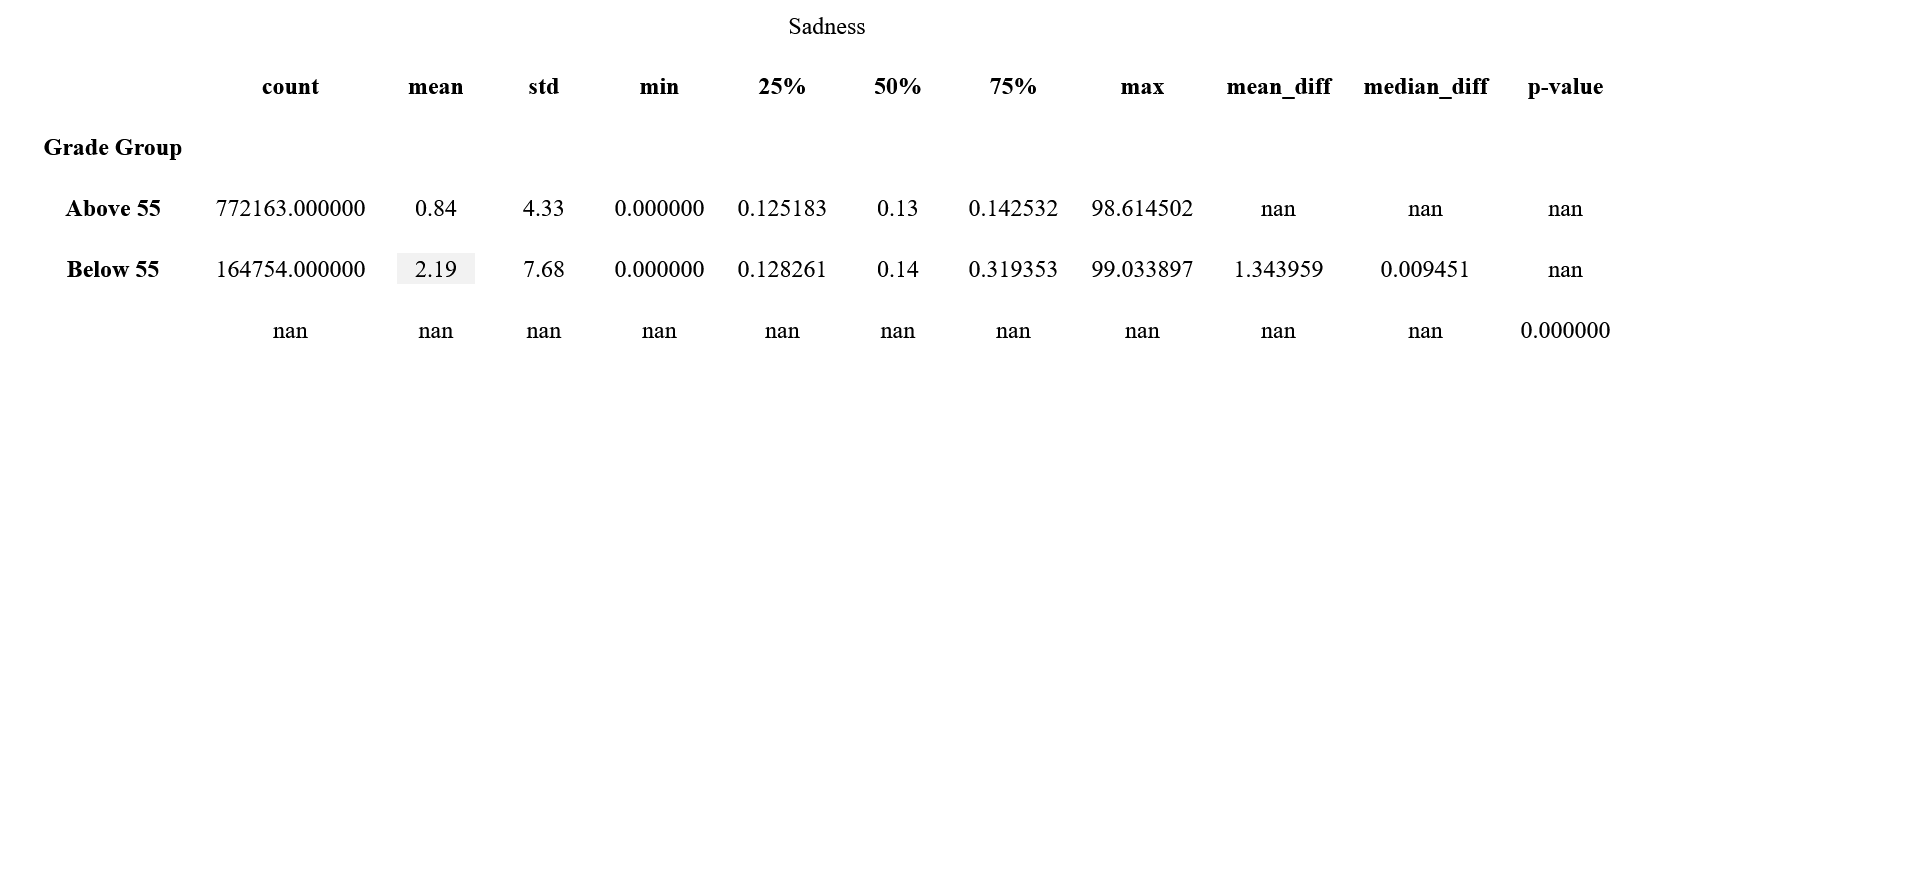 Sadness
count mean std min 25% 50% 75% max mean_diff median_diff p-value
Grade Group
Above 55 772163.000000 0.84 4.33 0.000000 0.125183 0.13 0.142532 98.614502 nan nan nan
Below 55 164754.000000 2.19 7.68 0.000000 0.128261 0.14 0.319353 99.033897 1.343959 0.009451 nan
nan nan nan nan nan nan nan nan nan nan 0.000000